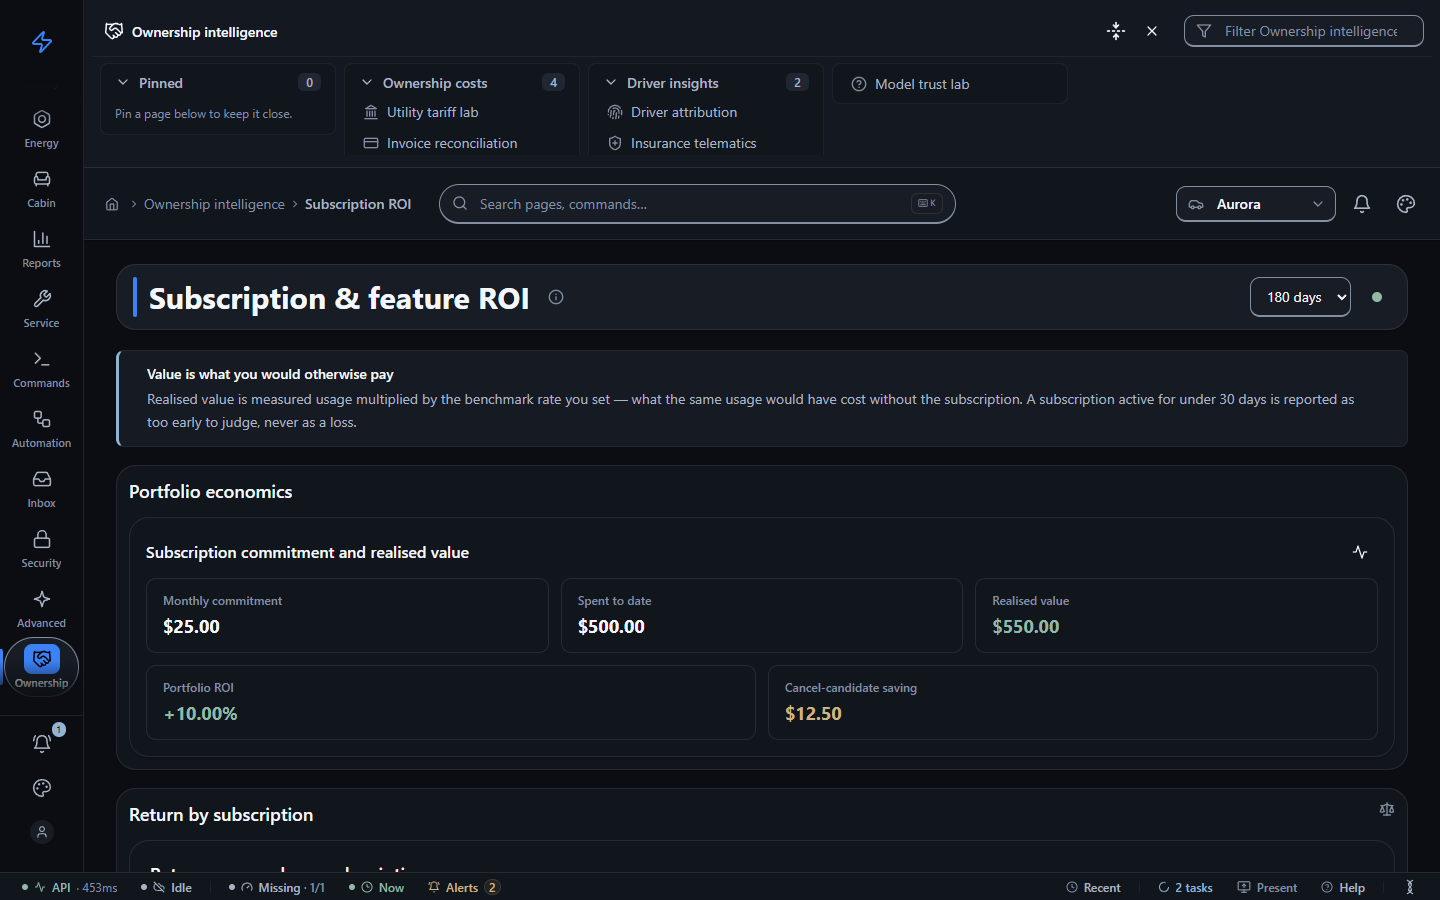 Ownership intelligence
Filter Ownership intelligence
Pinned 0
Pin a page below to keep it close.
Ownership costs 4
Utility tariff lab
Invoice reconciliation
Driver insights 2
Driver attribution
Insurance telematics
Model trust lab
Energy
Cabin
Reports
Service
Commands
Automation
Inbox
Security
Advanced
Ownership
1
Ownership intelligence > Subscription ROI
Search pages, commands...
K
Aurora
Subscription & feature ROI
180 days
Value is what you would otherwise pay
Realised value is measured usage multiplied by the benchmark rate you set — what the same usage would have cost without the subscription. A subscription active for under 30 days is reported as
too early to judge, never as a loss.
Portfolio economics
Subscription commitment and realised value
Monthly commitment
$25.00
Spent to date
$500.00
Realised value
$550.00
Portfolio ROI
+10.00%
Cancel-candidate saving
$12.50
Return by subscription
API · 453ms
Idle
Missing · 1/1
Now
Alerts 2
Recent
2 tasks
Present
Help